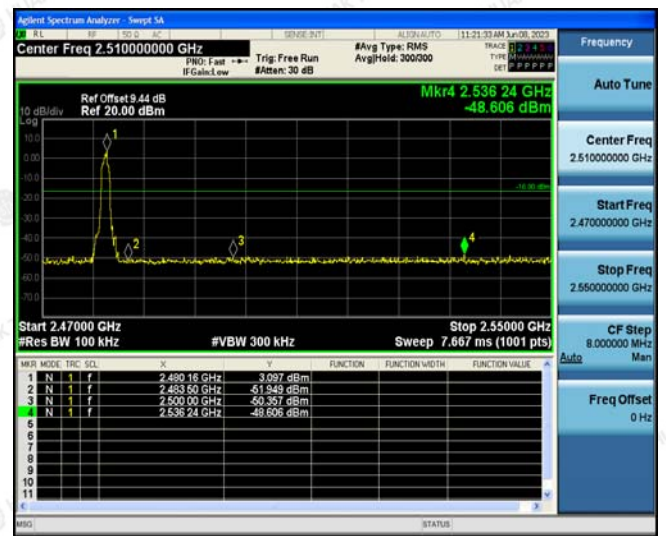 Agilent Spectrum Analyzer - Swept SA
RL RF 50 Ω AC SENSE:INT ALIGN AUTO 11:21:33 AM Jun 08, 2023
Center Freq 2.510000000 GHz
PNO: Fast Trig: Free Run
IFGain:Low #Atten: 30 dB
#Avg Type: RMS
Avg|Hold: 300/300
TRACE 1 2 3 4 5 6
TYPE M
DET P P P P P P
Frequency
Auto Tune
Center Freq
2.510000000 GHz
Start Freq
2.470000000 GHz
Stop Freq
2.550000000 GHz
CF Step
8.000000 MHz
Auto Man
Freq Offset
0 Hz
Mkr4 2.536 24 GHz
-48.606 dBm
Ref Offset 9.44 dB
10 dB/div Ref 20.00 dBm
Log
10.0
0.00
-10.0
-20.0
-30.0
-40.0
-50.0
-60.0
-70.0
1
2
3
4
Start 2.47000 GHz Stop 2.55000 GHz
#Res BW 100 kHz #VBW 300 kHz Sweep 7.667 ms (1001 pts)
MKR MODE TRC SCL X Y FUNCTION FUNCTION WIDTH FUNCTION VALUE
1 N 1 f 2.480 16 GHz 3.097 dBm
2 N 1 f 2.483 50 GHz -51.949 dBm
3 N 1 f 2.500 00 GHz -50.357 dBm
4 N 1 f 2.536 24 GHz -48.606 dBm
5
6
7
8
9
10
11
MSG STATUS